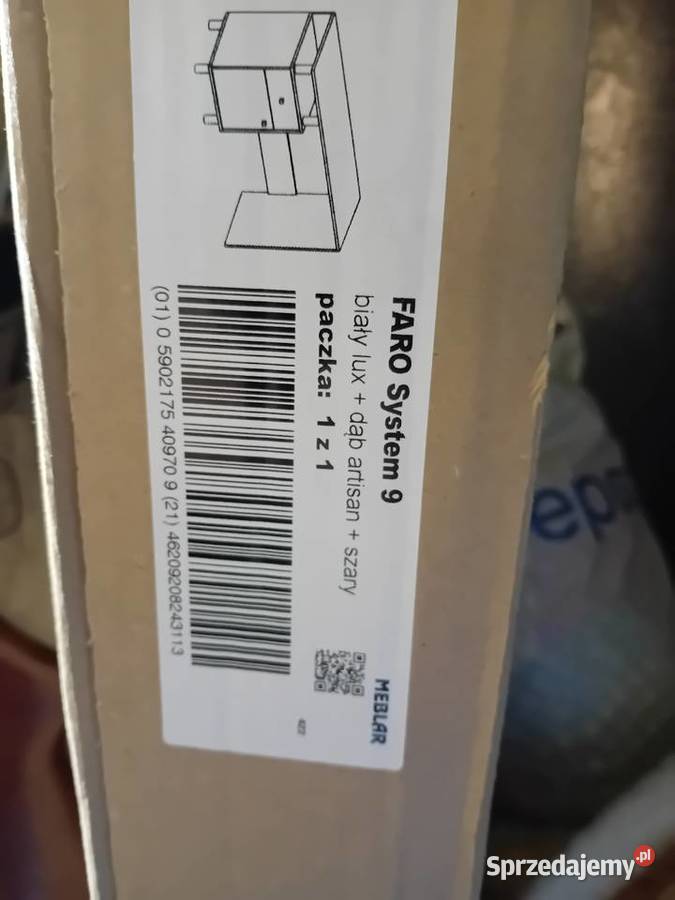 FARO System 9
biały lux + dąb artisan + szary
paczka: 1 z 1
(01) 0 5902175 40970 9 (21) 46209208243113
MEBLAR
Sprzedajemy.pl